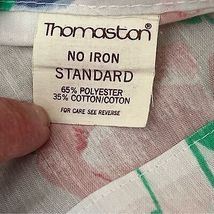 Thomaston
NO IRON
STANDARD
65% POLYESTER
35% COTTON/COTON
FOR CARE SEE REVERSE